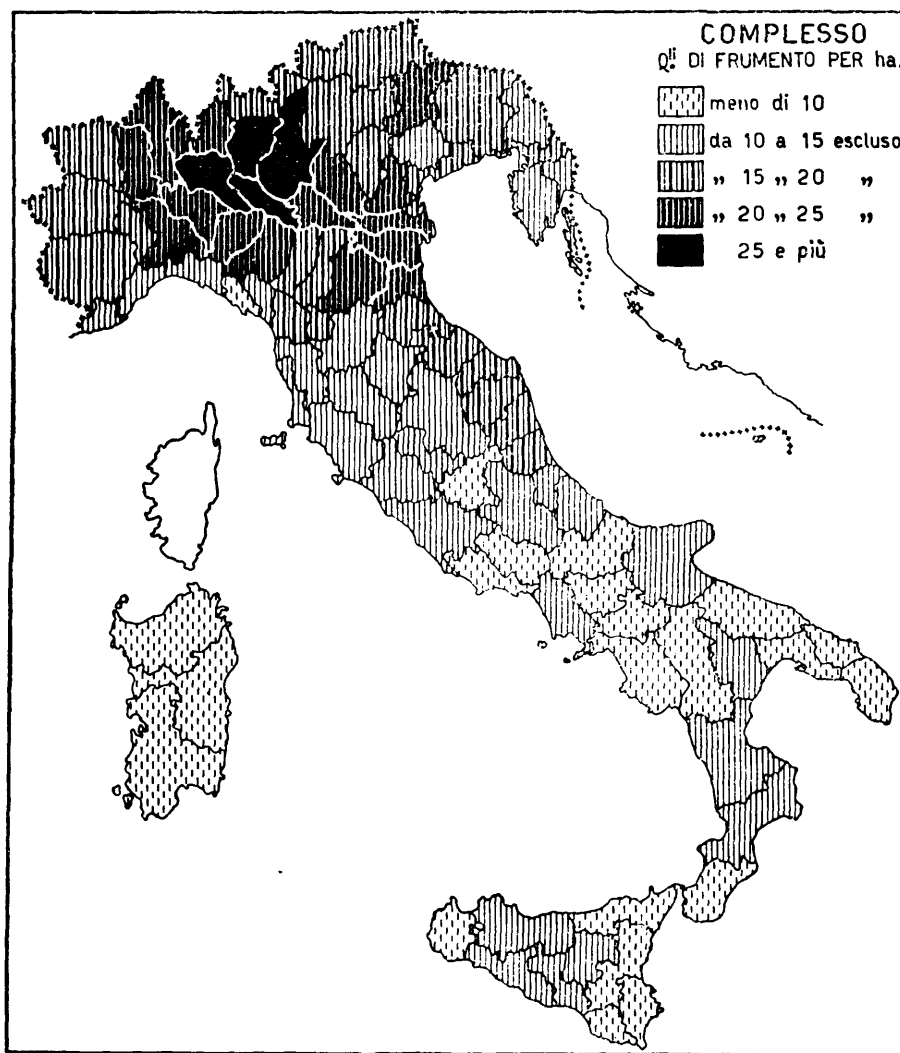 COMPLESSO
Q.li DI FRUMENTO PER ha.
meno di 10
da 10 a 15 escluso
„ 15 „ 20 „
„ 20 „ 25 „
25 e più